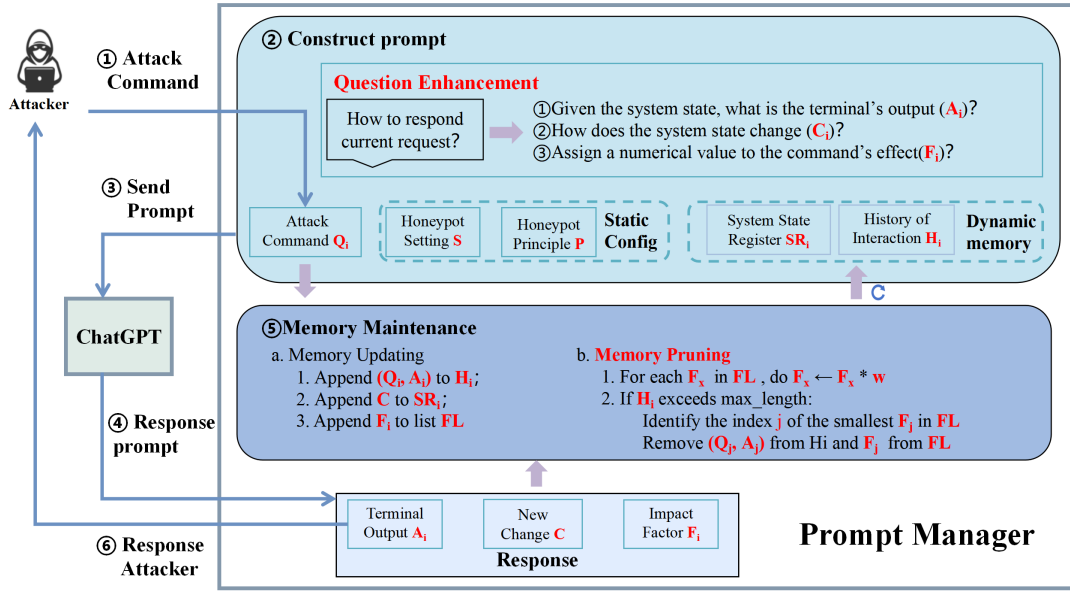 ① Attack
Command
Attacker
② Construct prompt
Question Enhancement
How to respond
current request?
①Given the system state, what is the terminal's output (Aᵢ)?
②How does the system state change (Cᵢ)?
③Assign a numerical value to the command's effect(Fᵢ)?
③ Send
Prompt
Attack
Command Qᵢ
Honeypot
Setting S
Honeypot
Principle P
Static
Config
System State
Register SRᵢ
History of
Interaction Hᵢ
Dynamic
memory
ChatGPT
⑤Memory Maintenance
a. Memory Updating
1. Append (Qᵢ, Aᵢ) to Hᵢ;
2. Append C to SRᵢ;
3. Append Fᵢ to list FL
b. Memory Pruning
1. For each Fₓ in FL , do Fₓ ← Fₓ * w
2. If Hᵢ exceeds max_length:
Identify the index j of the smallest Fⱼ in FL
Remove (Qⱼ, Aⱼ) from Hi and Fⱼ from FL
④ Response
prompt
Terminal
Output Aᵢ
New
Change C
Impact
Factor Fᵢ
Response
⑥ Response
Attacker
Prompt Manager